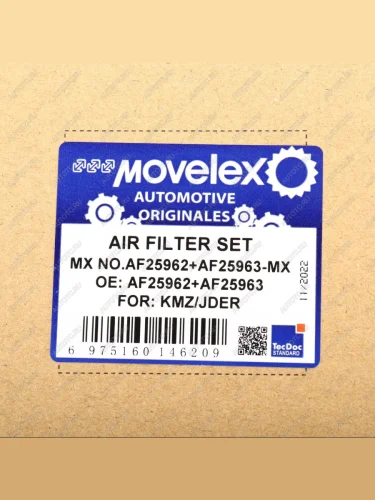 MOVELEX
AUTOMOTIVE
ORIGINALES
AIR FILTER SET
MX NO.AF25962+AF25963-MX
OE: AF25962+AF25963
FOR: KMZ/JDER
11/2022
6 975160 146209
TecDoc
STANDARD